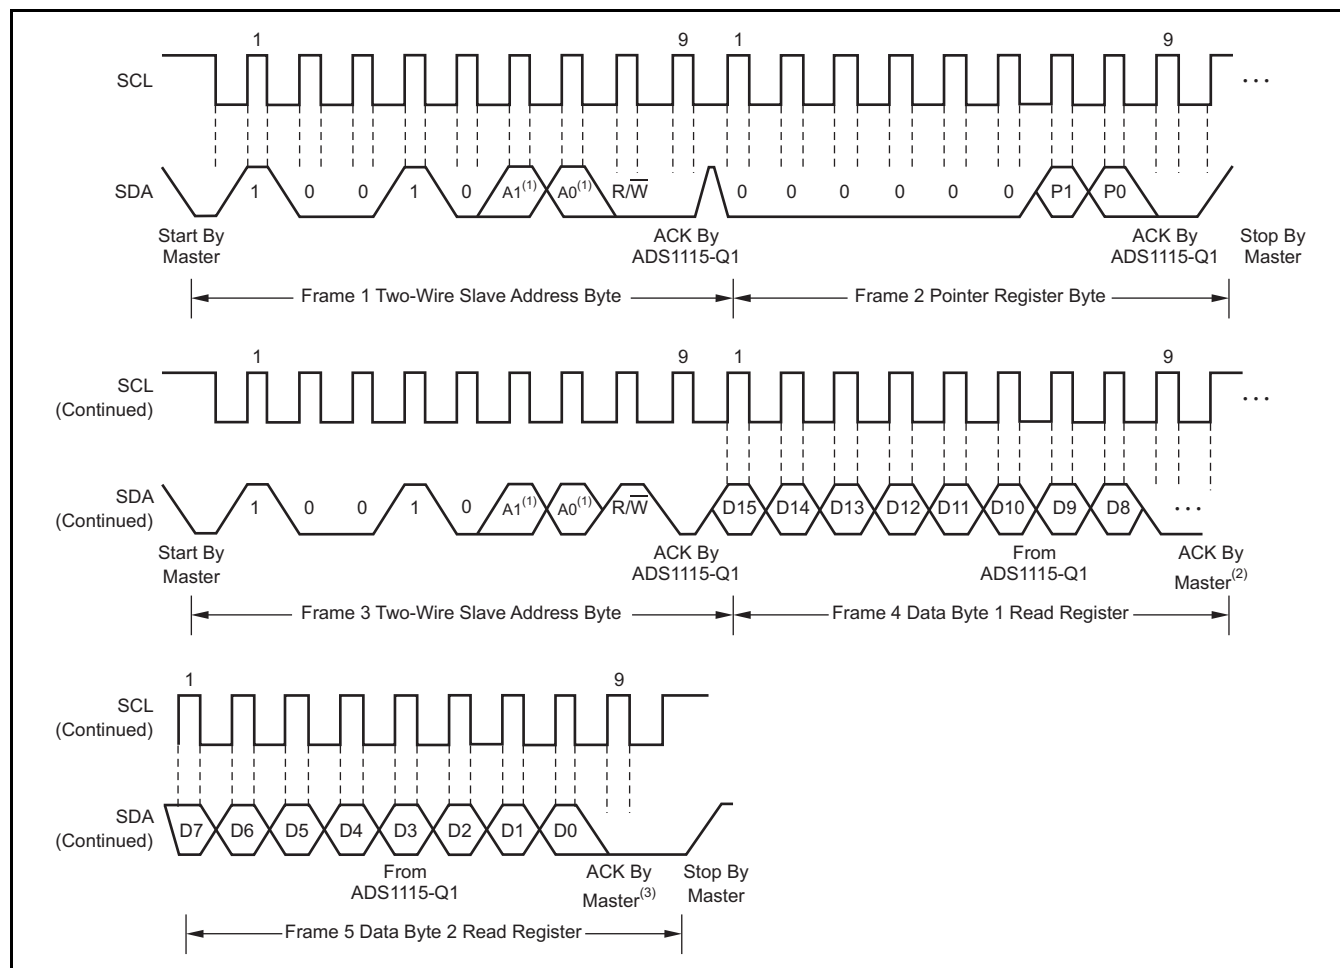 1 9 1 9
SCL ...
SDA 1 0 0 1 0 A1(1) A0(1) R/W̅ 0 0 0 0 0 0 P1 P0
Start By ACK By ACK By Stop By
Master ADS1115-Q1 ADS1115-Q1 Master
Frame 1 Two-Wire Slave Address Byte Frame 2 Pointer Register Byte
1 9 1 9
SCL
(Continued) ...
SDA
(Continued) 1 0 0 1 0 A1(1) A0(1) R/W̅ D15 D14 D13 D12 D11 D10 D9 D8 ...
Start By ACK By From ACK By
Master ADS1115-Q1 ADS1115-Q1 Master(2)
Frame 3 Two-Wire Slave Address Byte Frame 4 Data Byte 1 Read Register
1 9
SCL
(Continued)
SDA
(Continued) D7 D6 D5 D4 D3 D2 D1 D0
From ACK By Stop By
ADS1115-Q1 Master(3) Master
Frame 5 Data Byte 2 Read Register